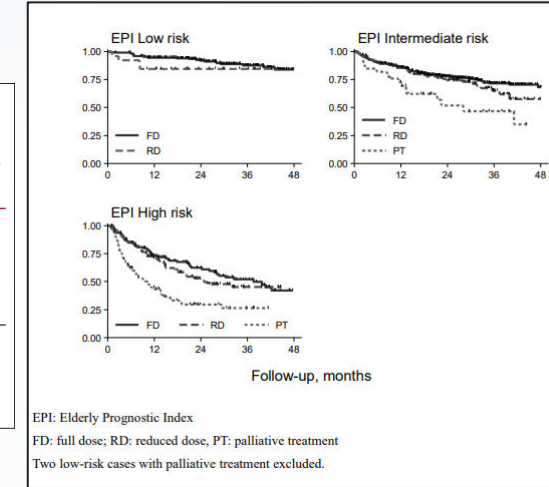 EPI Low risk
1.00
0.75
0.50
0.25
0.00
FD
RD
0 12 24 36 48
EPI Intermediate risk
1.00
0.75
0.50
0.25
0.00
FD
RD
PT
0 12 24 36 48
EPI High risk
1.00
0.75
0.50
0.25
0.00
FD RD PT
0 12 24 36 48
Follow-up, months
EPI: Elderly Prognostic Index
FD: full dose; RD: reduced dose, PT: palliative treatment
Two low-risk cases with palliative treatment excluded.